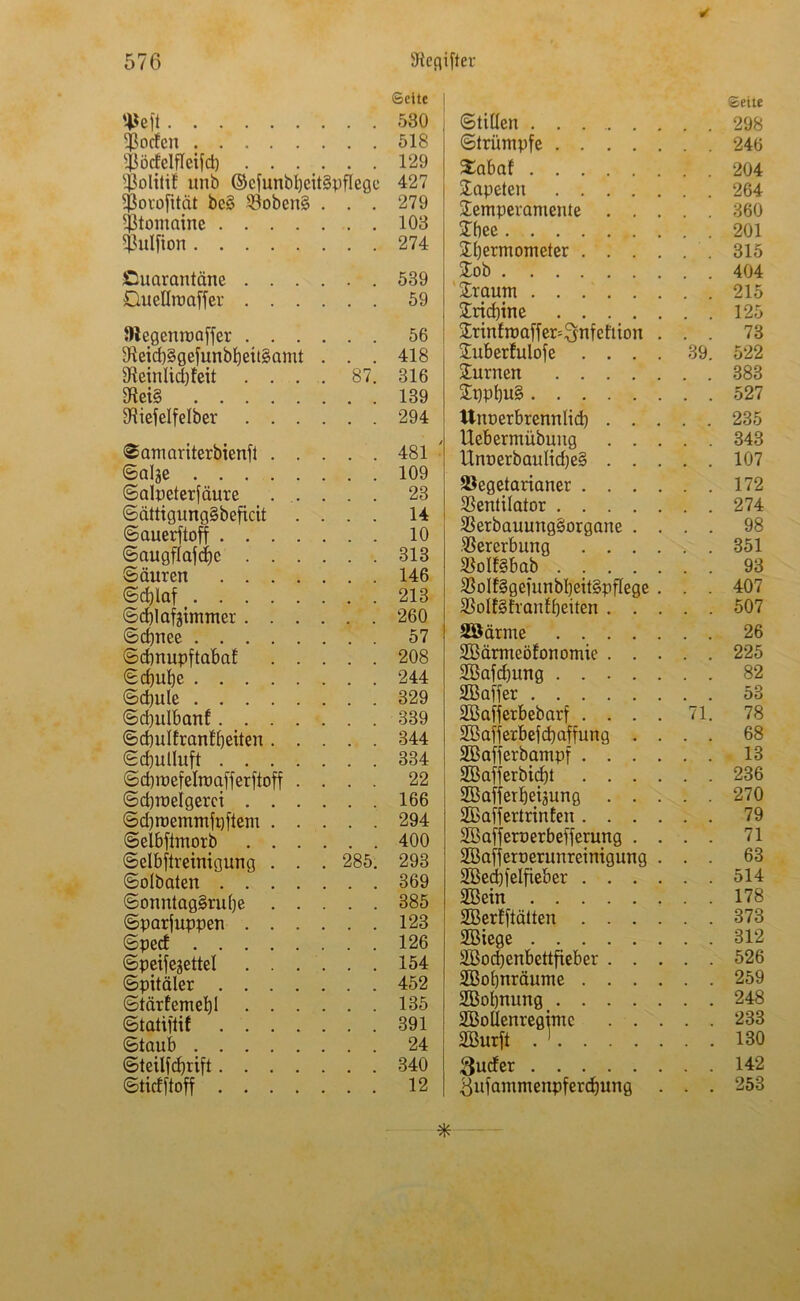 576 Register
Seite
Pest . . . . . . . . . 530
Pocken . . . . . . . . 518
Pöckelfleisch . . . . . . 129
Politik und Gesundheitspflege 427
Porosität des Bodens . . . 279
Ptomaine . . . . . . . 103
Pulsion . . . . . . . . 274
Quarantäne . . . . . . 539
Quellwasser . . . . . . 59
Regenwasser . . . . . . 56
Reichsgesundheitsamt . . . 418
Reinlichkeit . . . . 87. 316
Reis . . . . . . . . 139
Rieselfelder . . . . . . 294
Samariterdienst . . . . . 481
Salze . . . . . . . . 109
Salpetersäure . . . . . 23
Sättigungsdeficit . . . . 14
Sauerstoff . . . . . . . 10
Saugflasche . . . . . . 313
Säuren . . . . . . . 146
Schlaf . . . . . . . . 213
Schlafzimmer . . . . . . 260
Schnee . . . . . . . . 57
Schnupftabak . . . . . 208
Schuhe . . . . . . . . 244
Schule . . . . . . . . 329
Schulbank . . . . . . . 339
Schulkrankheiten . . . . . 344
Schulluft . . . . . . . 334
Schwefelwasserstoff . . . . 22
Schwelgerei . . . . . . 166
Schwemmsystem . . . . . 294
Selbstmord . . . . . . 400
Selbstreinigung . . . 285. 293
Soldaten . . . . . . . 369
Sonntagsruhe . . . . . 385
Sparsuppen . . . . . . 123
Speck . . . . . . . . 126
Speisezettel . . . . . . 154
Spitäler . . . . . . . 452
Stärkemehl . . . . . . 135
Statistik . . . . . . . 391
Staub . . . . . . . . 24
Steilschrift . . . . . . . 340
Stickstoff . . . . . . . 12
Seite
Stillen . . . . . . . . 298
Strümpfe . . . . . . . 246
Tabak . . . . . . . . 204
Tapeten . . . . . . . 264
Temperamente . . . . . 360
Thee . . . . . . . . . 201
Thermometer . . . . . . 315
Tod . . . . . . . . . 404
Traum . . . . . . . . 215
Trichine . . . . . . . 125
Trinkwasser-Infektion . . . 73
Tuberkulose . . . . 39. 522
Turnen . . . . . . . 383
Typhus . . . . . . . . 527
Unverbrennlich . . . . . 235
Uebermüdung . . . . . 343
Unverdauliches . . . . . 107
Vegetarianer . . . . . . 172
Ventilator . . . . . . . 274
Verdauungsorgane . . . . 98
Vererbung . . . . . . 351
Volksbad . . . . . . . 93
Volksgesundheitspflege . . . 407
Volkskrankheiten . . . . . 507
Wärme . . . . . . . 26
Wärmeökonomie . . . . . 225
Waschung . . . . . . . 82
Wasser . . . . . . . . 53
Wasserbedarf . . . . 71. 78
Wasserbeschaffung . . . . 68
Wasserdampf . . . . . . 13
Wasserdicht . . . . . . 236
Wasserheizung . . . . . 270
Wassertrinken . . . . . . 79
Wasserverbesserung . . . . 71
Wasserverunreinigung . . . 63
Wechselfieber . . . . . . 514
Wein . . . . . . . . 178
Werkstätten . . . . . . 373
Wiege . . . . . . . . 312
Wochenbettfieber . . . . . 526
Wohnräume . . . . . . 259
Wohnung . . . . . . . 248
Wollenregime . . . . . 233
Wurst . . . . . . . . 130
Zucker . . . . . . . . 142
Zusammenpferchung . . . 253